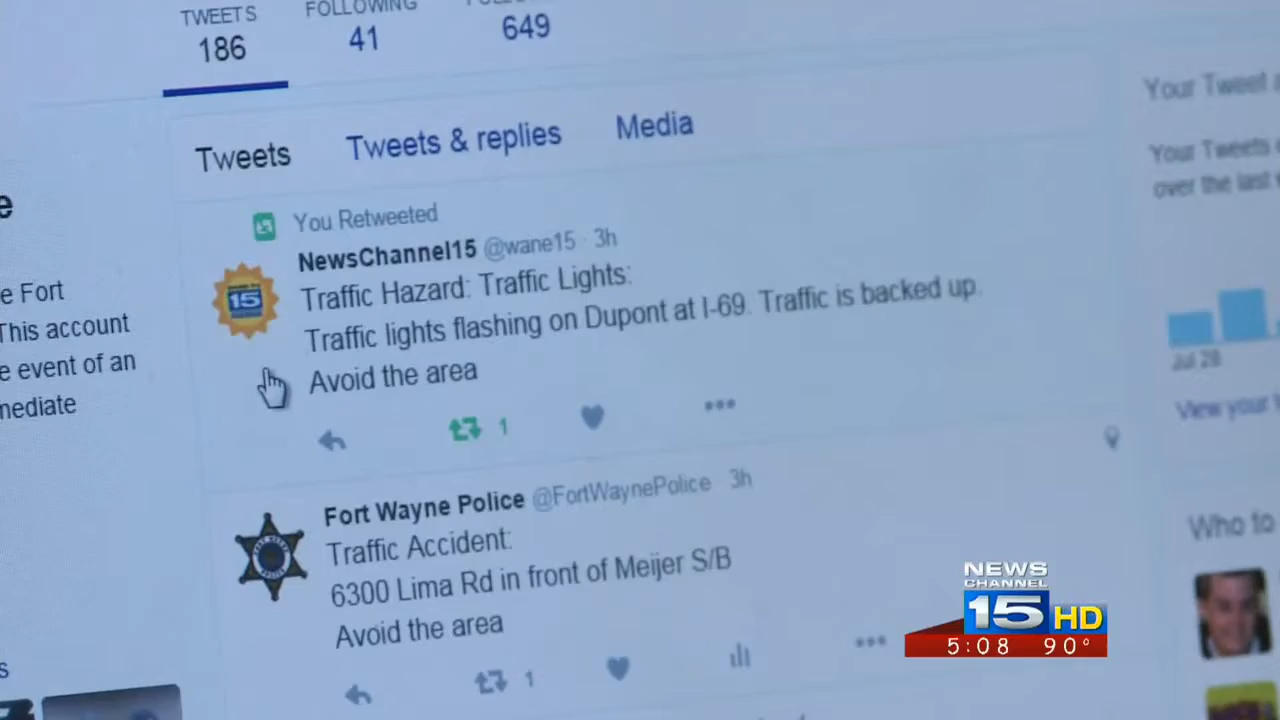 TWEETS
186
FOLLOWING
41
649
Tweets
Tweets & replies
Media
You Retweeted
NewsChannel15 @wane15 · 3h
Traffic Hazard: Traffic Lights:
Traffic lights flashing on Dupont at I-69. Traffic is backed up.
Avoid the area
1
Fort Wayne Police @FortWaynePolice 3h
Traffic Accident:
6300 Lima Rd in front of Meijer S/B
Avoid the area
1
e
e Fort
This account
e event of an
mediate
s
Your Tweet a
Your Tweets
over the last
Jul 28
View your
Who to
15
NEWS
CHANNEL
15 HD
5:08 90°